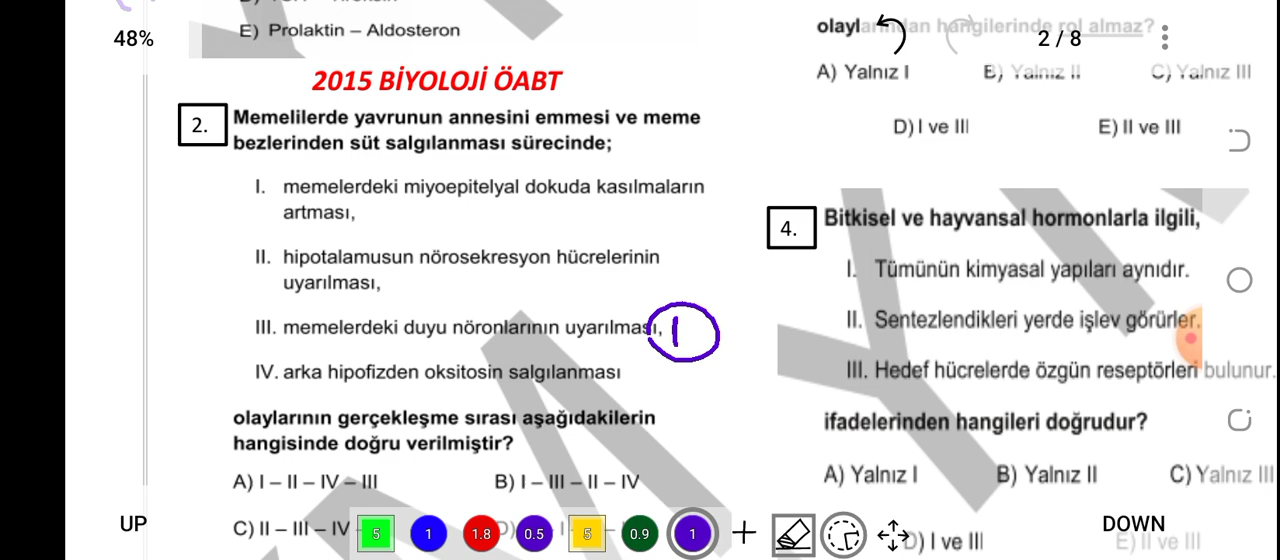 48%
E) Prolaktin – Aldosteron
2015 BİYOLOJİ ÖABT
2. Memelilerde yavrunun annesini emmesi ve meme
bezlerinden süt salgılanması sürecinde;
I. memelerdeki miyoepitelyal dokuda kasılmaların
artması,
II. hipotalamusun nörosekresyon hücrelerinin
uyarılması,
III. memelerdeki duyu nöronlarının uyarılması, 1
IV. arka hipofizden oksitosin salgılanması
olaylarının gerçekleşme sırası aşağıdakilerin
hangisinde doğru verilmiştir?
A) I – II – IV – III B) I – III – II – IV
C) II – III – IV
UP
5 1 1.8 0.5 5 0.9 1
hangilerinde rol almaz?
2 / 8
A) Yalnız I B) Yalnız II C) Yalnız III
D) I ve III E) II ve III
4. Bitkisel ve hayvansal hormonlarla ilgili,
I. Tümünün kimyasal yapıları aynıdır.
II. Sentezlendikleri yerde işlev görürler.
III. Hedef hücrelerde özgün reseptörleri bulunur.
ifadelerinden hangileri doğrudur?
A) Yalnız I B) Yalnız II C) Yalnız III
DOWN
D) I ve III E) II ve III